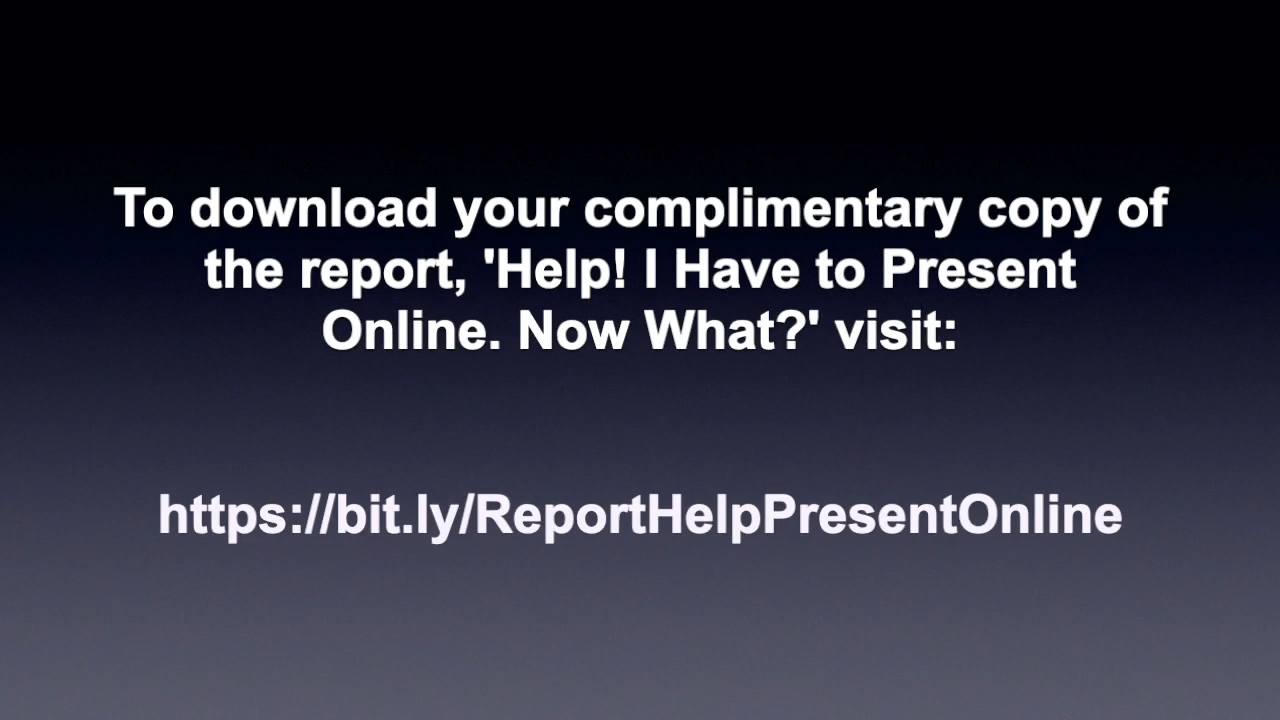 To download your complimentary copy of
the report, 'Help! I Have to Present
Online. Now What?' visit:
https://bit.ly/ReportHelpPresentOnline